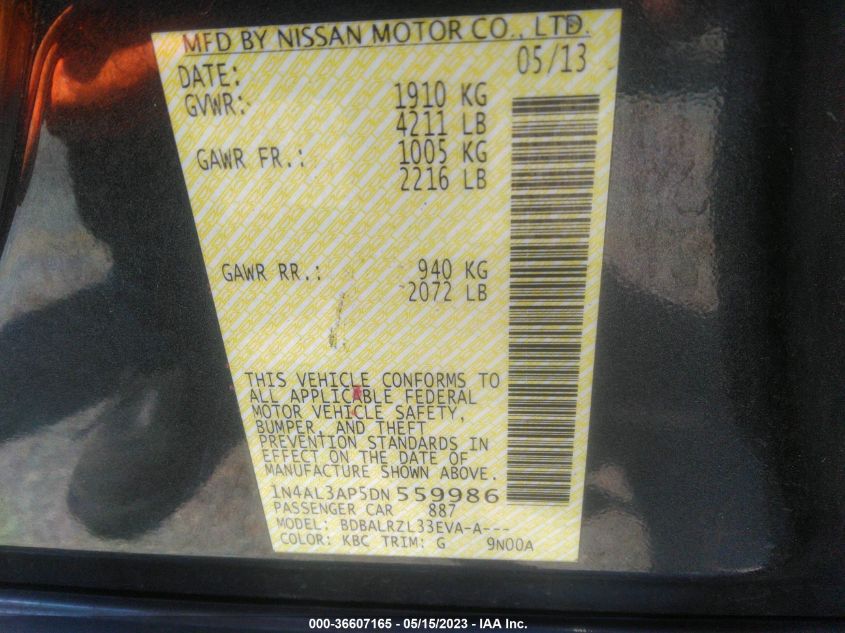 MFD BY NISSAN MOTOR CO., LTD.
DATE: 05/13
GVWR: 1910 KG
4211 LB
GAWR FR.: 1005 KG
2216 LB
GAWR RR.: 940 KG
2072 LB
THIS VEHICLE CONFORMS TO
ALL APPLICABLE FEDERAL
MOTOR VEHICLE SAFETY,
BUMPER, AND THEFT
PREVENTION STANDARDS IN
EFFECT ON THE DATE OF
MANUFACTURE SHOWN ABOVE.
1N4AL3AP5DN 559986
PASSENGER CAR 887
MODEL: BDBALRZL33EVA-A---
COLOR: KBC TRIM: G 9N00A
000-36607165 - 05/15/2023 - IAA Inc.